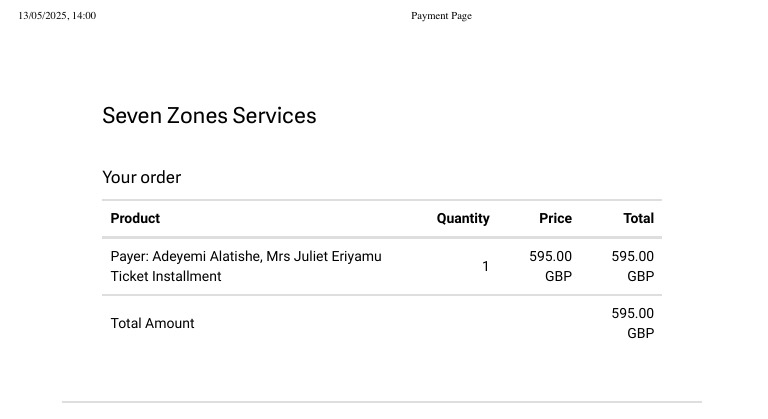 13/05/2025, 14:00 Payment Page
Seven Zones Services
Your order
Product Quantity Price Total
Payer: Adeyemi Alatishe, Mrs Juliet Eriyamu Ticket Installment 1 595.00 GBP 595.00 GBP
Total Amount 595.00 GBP